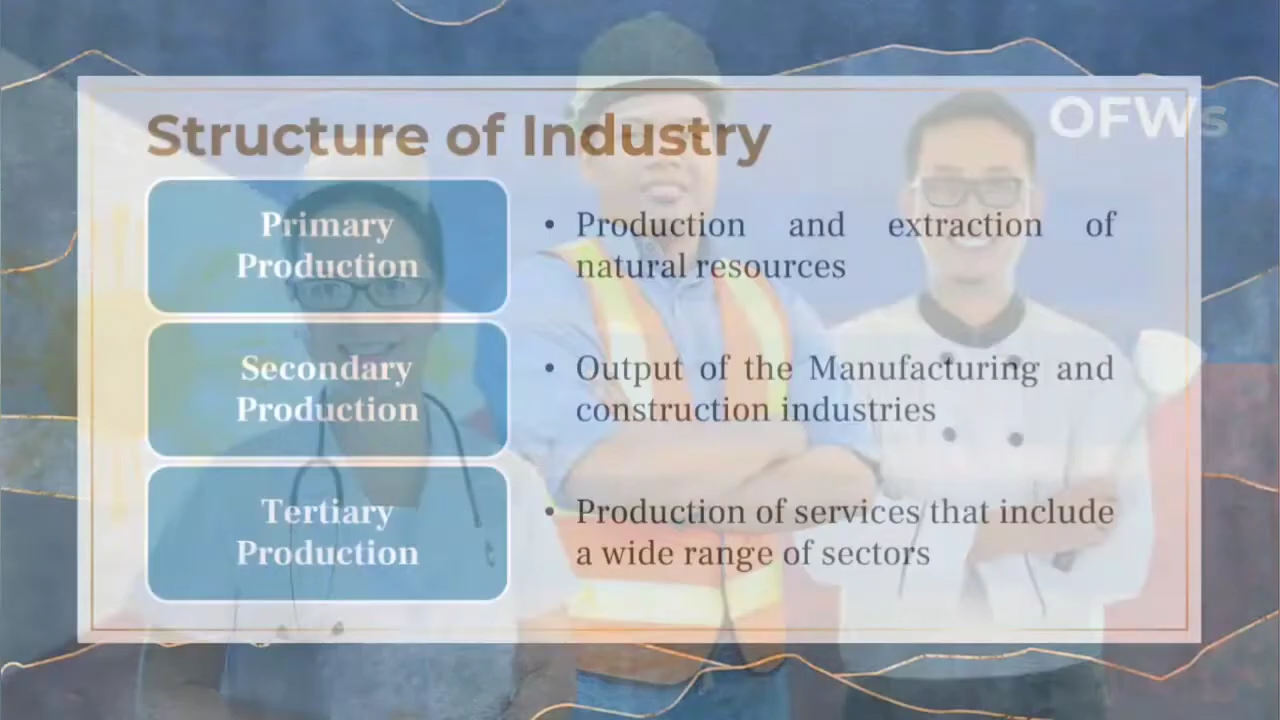 Structure of Industry
OFWs
Primary
Production
• Production and extraction of
natural resources
Secondary
Production
• Output of the Manufacturing and
construction industries
Tertiary
Production
• Production of services that include
a wide range of sectors